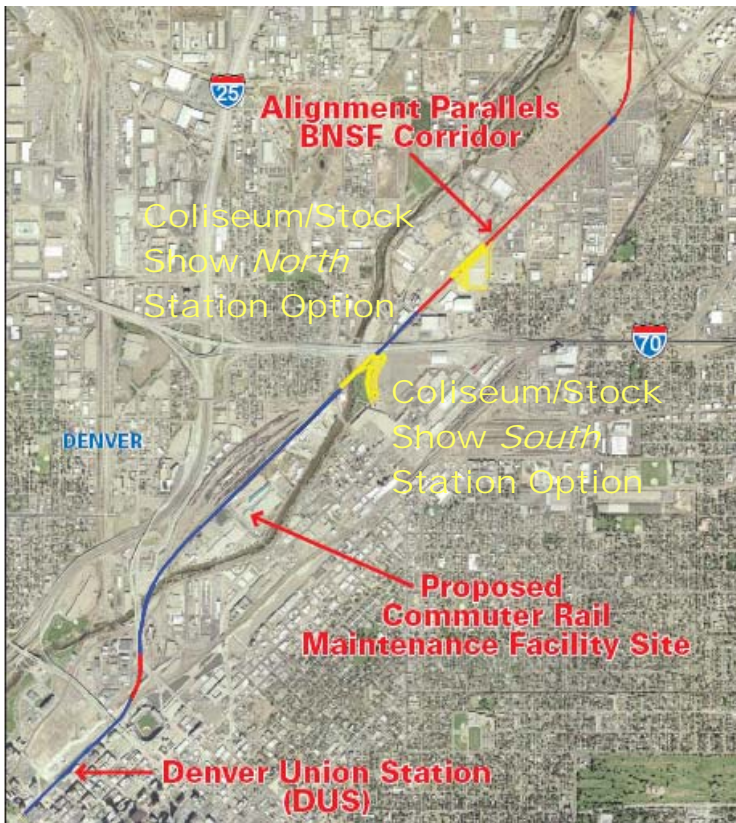 25
Alignment Parallels
BNSF Corridor
Coliseum/Stock
Show North
Station Option
70
Coliseum/Stock
Show South
Station Option
DENVER
Proposed
Commuter Rail
Maintenance Facility Site
Denver Union Station
(DUS)